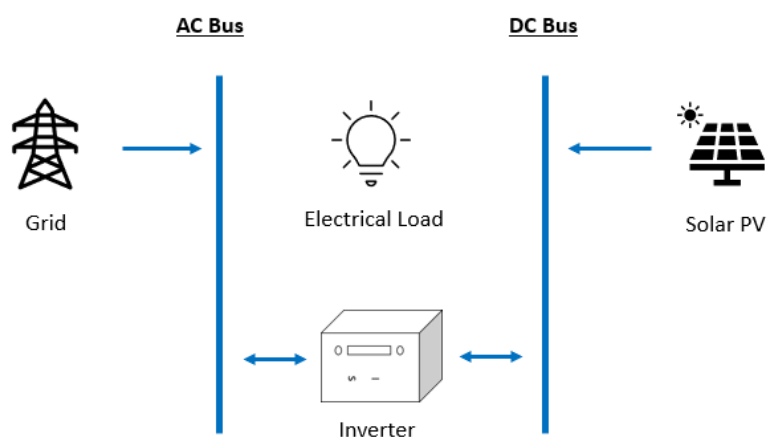 AC Bus
DC Bus
Grid
Electrical Load
Solar PV
Inverter